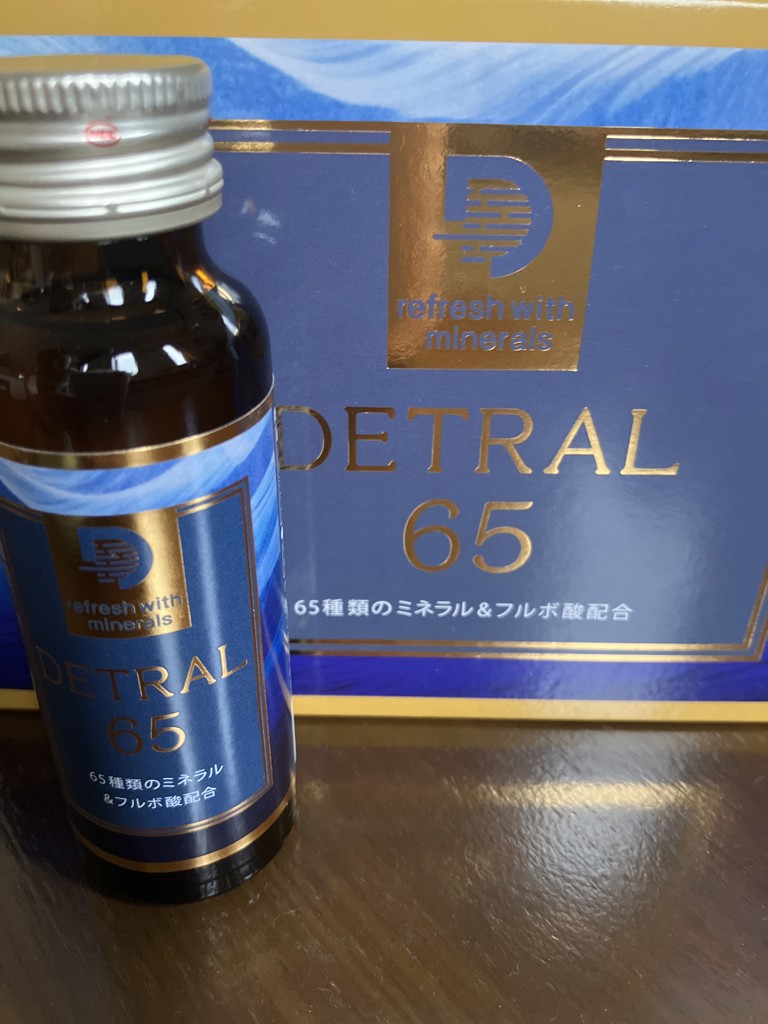 refresh with
minerals
DETRAL
65
65種類のミネラル&フルボ酸配合
refresh with
minerals
DETRAL
65
65種類のミネラル
&フルボ酸配合